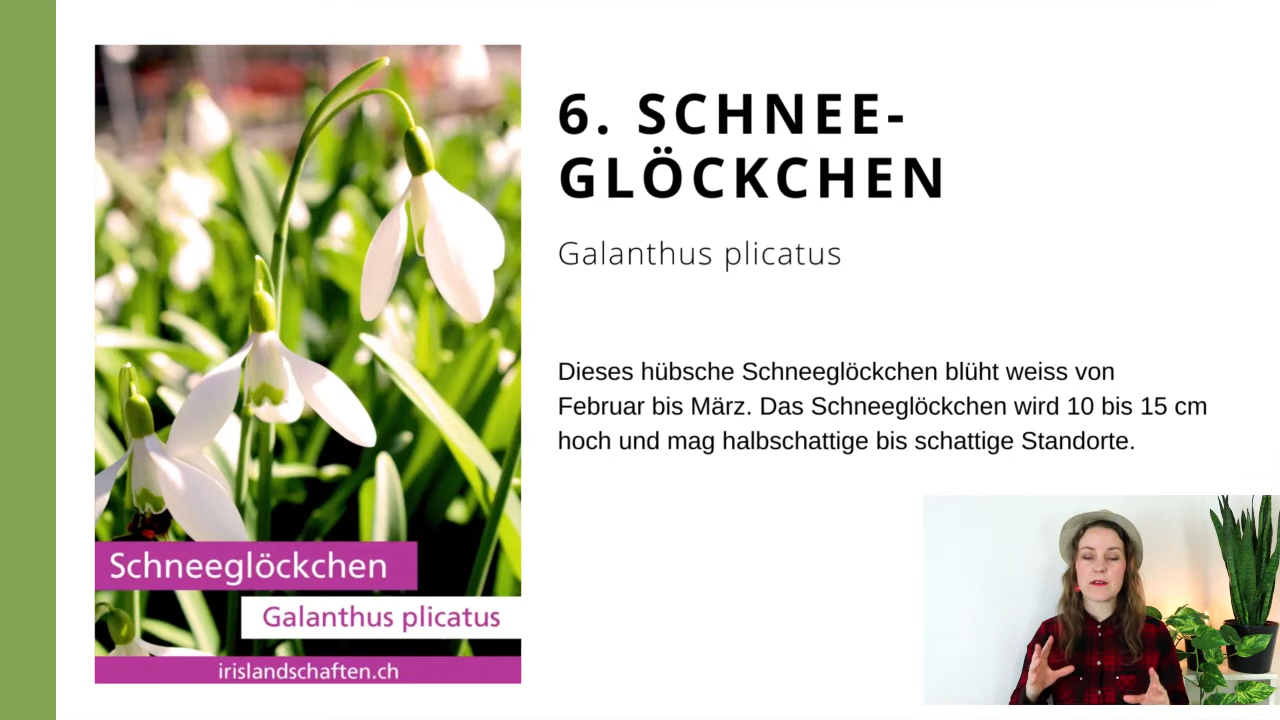 6. SCHNEE-
GLÖCKCHEN
Galanthus plicatus
Dieses hübsche Schneeglöckchen blüht weiss von
Februar bis März. Das Schneeglöckchen wird 10 bis 15 cm
hoch und mag halbschattige bis schattige Standorte.
Schneeglöckchen
Galanthus plicatus
irislandschaften.ch